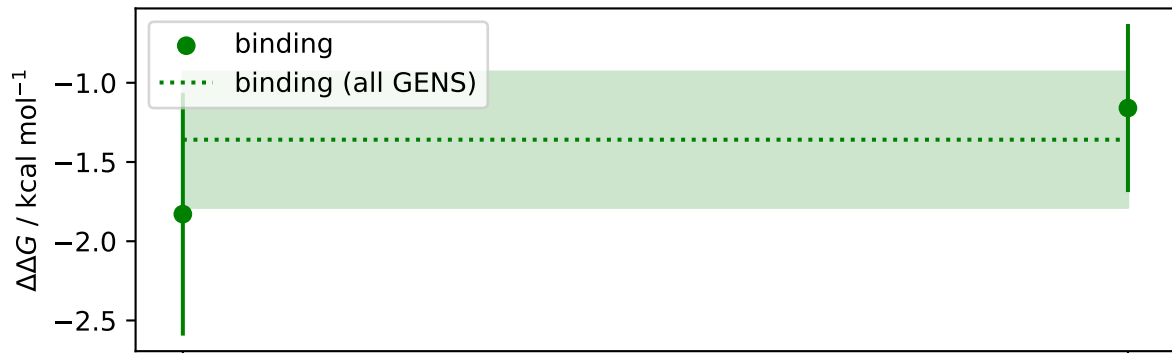 binding
binding (all GENS)
−1.0
−1.5
−2.0
−2.5
ΔΔG / kcal mol⁻¹